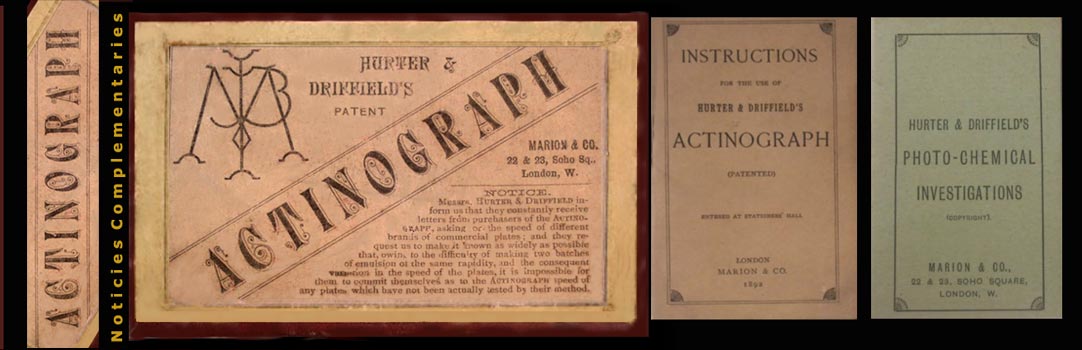 ACTINOGRAPH
Noticies Complementaries
HURTER &
DRIFFIELD'S
PATENT
ACTINOGRAPH
MARION & CO.
22 & 23, Soho Sq.,
London, W.
NOTICE.
Messrs. HURTER & DRIFFIELD in-
form us that they constantly receive
letters from purchasers of the ACTINO-
GRAPH, asking for the speed of different
brands of commercial plates; and they re-
quest us to make it known as widely as possible
that, owing to the difficulty of making two batches
of emulsion of the same rapidity, and the consequent
variation in the speed of the plates, it is impossible for
them to commit themselves as to the ACTINOGRAPH speed of
any plates which have not been actually tested by their method.
INSTRUCTIONS
FOR THE USE OF
HURTER & DRIFFIELD'S
ACTINOGRAPH
(PATENTED)
ENTERED AT STATIONERS' HALL
LONDON
MARION & CO.
1892
HURTER & DRIFFIELD'S
PHOTO-CHEMICAL
INVESTIGATIONS
(COPYRIGHT).
MARION & CO.,
22 & 23, SOHO SQUARE,
LONDON, W.